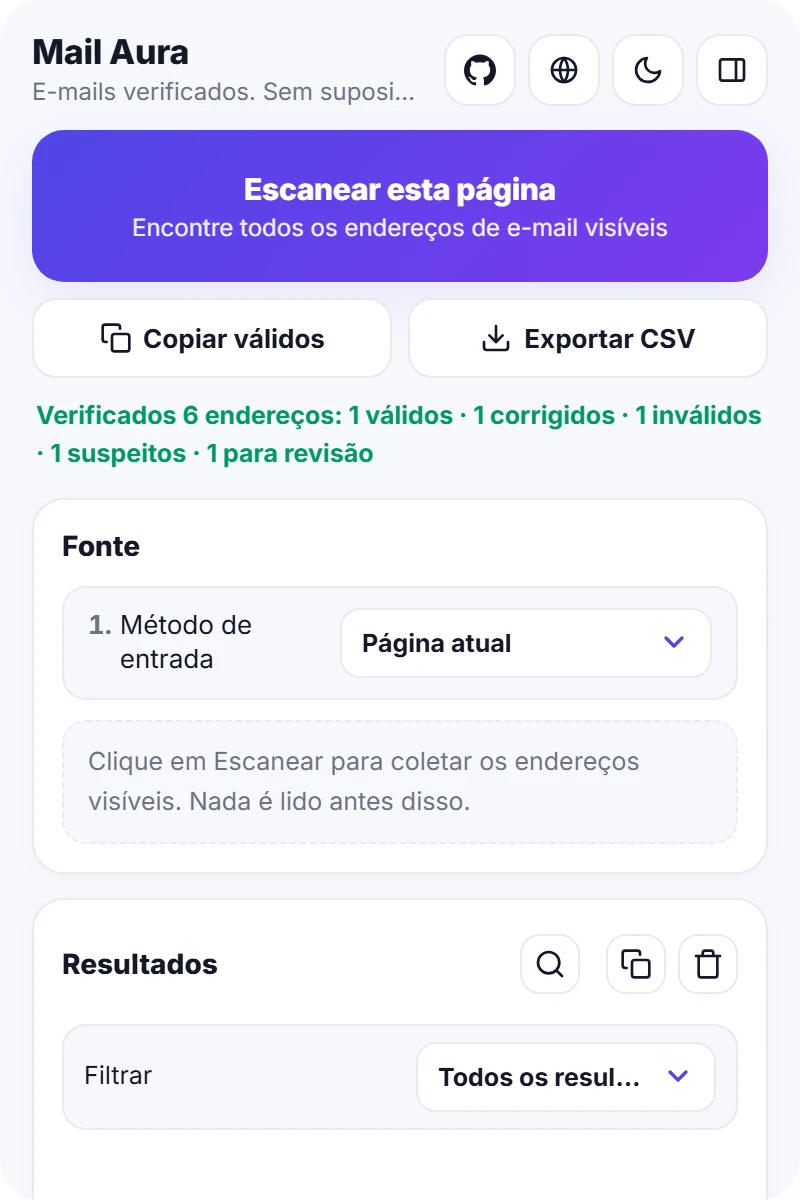 Mail Aura
E-mails verificados. Sem suposi...
Escanear esta página
Encontre todos os endereços de e-mail visíveis
Copiar válidos
Exportar CSV
Verificados 6 endereços: 1 válidos · 1 corrigidos · 1 inválidos
· 1 suspeitos · 1 para revisão
Fonte
1. Método de
entrada
Página atual
Clique em Escanear para coletar os endereços
visíveis. Nada é lido antes disso.
Resultados
Filtrar
Todos os resul...